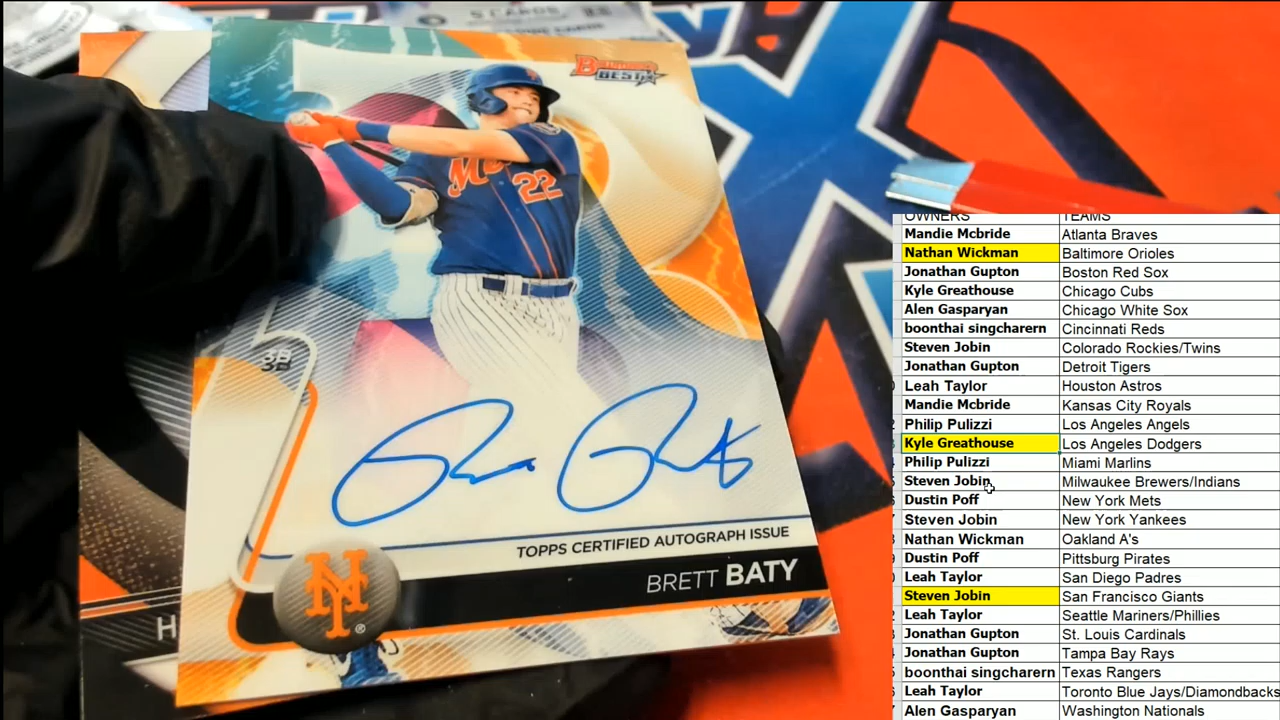 5 CARDS
Bowman's
BEST
Mets
22
3B
3B
Brett Baty
TOPPS CERTIFIED AUTOGRAPH ISSUE
BRETT BATY
NY
®
H
OWNERS TEAMS
Mandie Mcbride Atlanta Braves
Nathan Wickman Baltimore Orioles
Jonathan Gupton Boston Red Sox
Kyle Greathouse Chicago Cubs
Alen Gasparyan Chicago White Sox
boonthai singcharern Cincinnati Reds
Steven Jobin Colorado Rockies/Twins
Jonathan Gupton Detroit Tigers
Leah Taylor Houston Astros
Mandie Mcbride Kansas City Royals
Philip Pulizzi Los Angeles Angels
Kyle Greathouse Los Angeles Dodgers
Philip Pulizzi Miami Marlins
Steven Jobin Milwaukee Brewers/Indians
Dustin Poff New York Mets
Steven Jobin New York Yankees
Nathan Wickman Oakland A's
Dustin Poff Pittsburg Pirates
Leah Taylor San Diego Padres
Steven Jobin San Francisco Giants
Leah Taylor Seattle Mariners/Phillies
Jonathan Gupton St. Louis Cardinals
Jonathan Gupton Tampa Bay Rays
boonthai singcharern Texas Rangers
Leah Taylor Toronto Blue Jays/Diamondbacks
Alen Gasparyan Washington Nationals